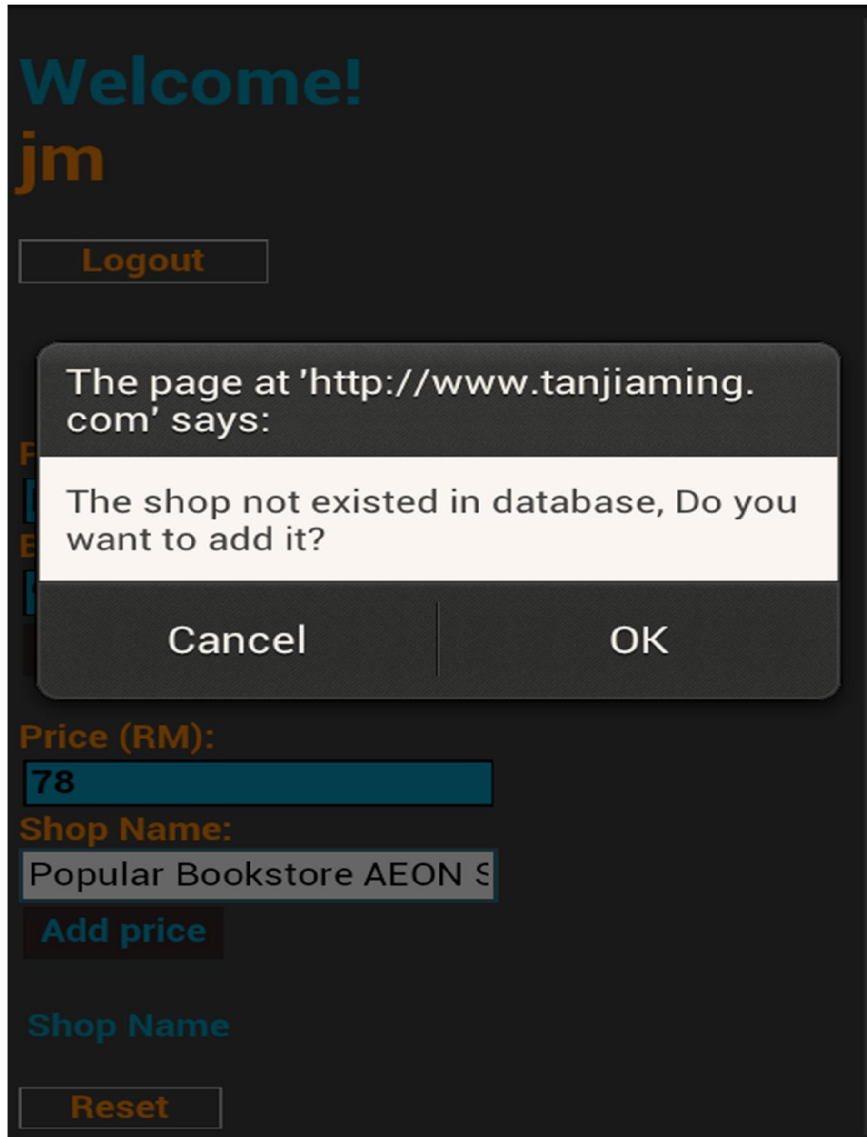 Welcome!
jm
Logout
The page at 'http://www.tanjiaming.
com' says:
The shop not existed in database, Do you
want to add it?
Cancel
OK
Price (RM):
78
Shop Name:
Popular Bookstore AEON S
Add price
Shop Name
Reset